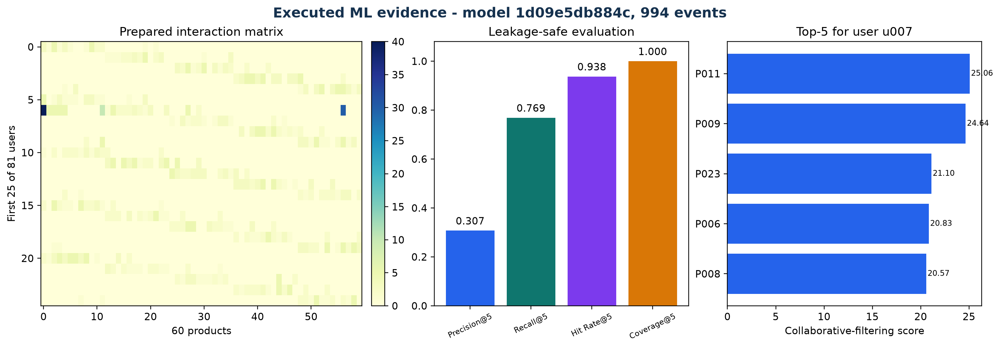 Executed ML evidence - model 1d09e5db884c, 994 events
Prepared interaction matrix
0
5
10
15
20
First 25 of 81 users
0 10 20 30 40 50
60 products
40
35
30
25
20
15
10
5
0
Leakage-safe evaluation
1.0
0.8
0.6
0.4
0.2
0.0
0.307
0.769
0.938
1.000
Precision@5
Recall@5
Hit Rate@5
Coverage@5
Top-5 for user u007
P011 25.06
P009 24.64
P023 21.10
P006 20.83
P008 20.57
0 5 10 15 20 25
Collaborative-filtering score